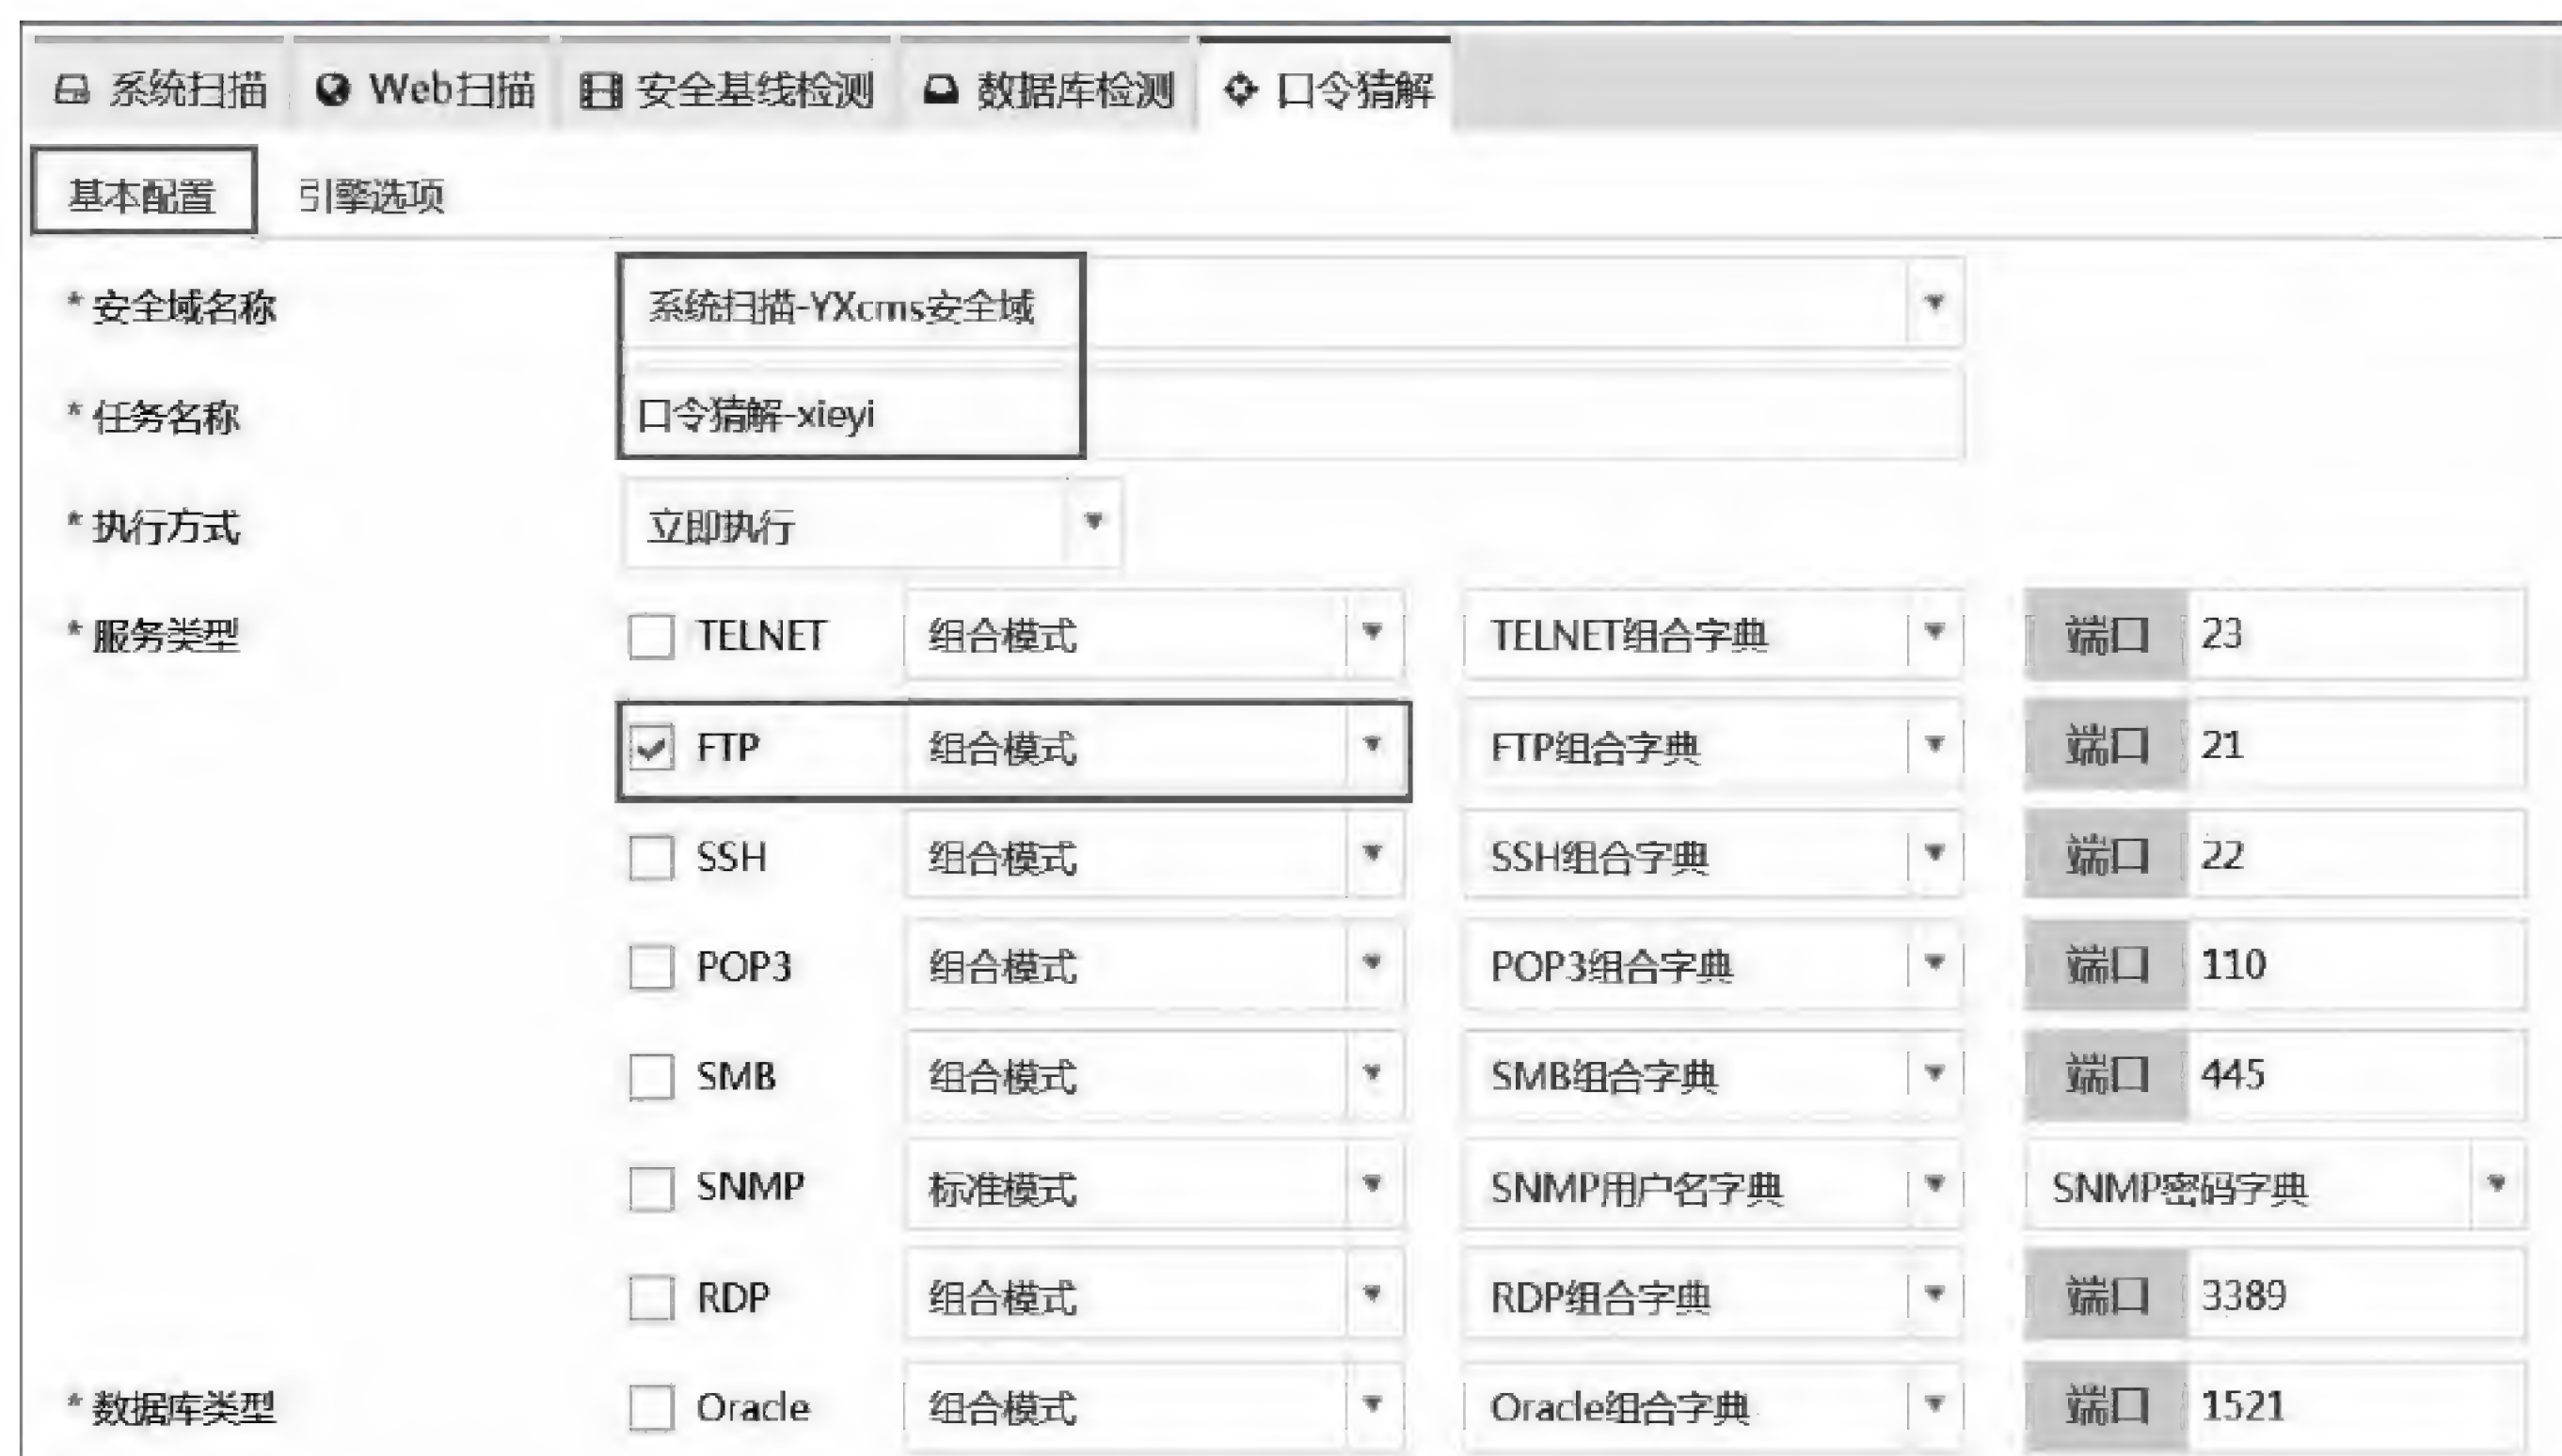 系统扫描 Web扫描 安全基线检测 数据库检测 口令猜解
基本配置 引擎选项
* 安全域名称 系统扫描-YXcms安全域
* 任务名称 口令猜解-xieyi
* 执行方式 立即执行
* 服务类型 TELNET 组合模式 TELNET组合字典 端口 23
FTP 组合模式 FTP组合字典 端口 21
SSH 组合模式 SSH组合字典 端口 22
POP3 组合模式 POP3组合字典 端口 110
SMB 组合模式 SMB组合字典 端口 445
SNMP 标准模式 SNMP用户名字典 SNMP密码字典
RDP 组合模式 RDP组合字典 端口 3389
* 数据库类型 Oracle 组合模式 Oracle组合字典 端口 1521